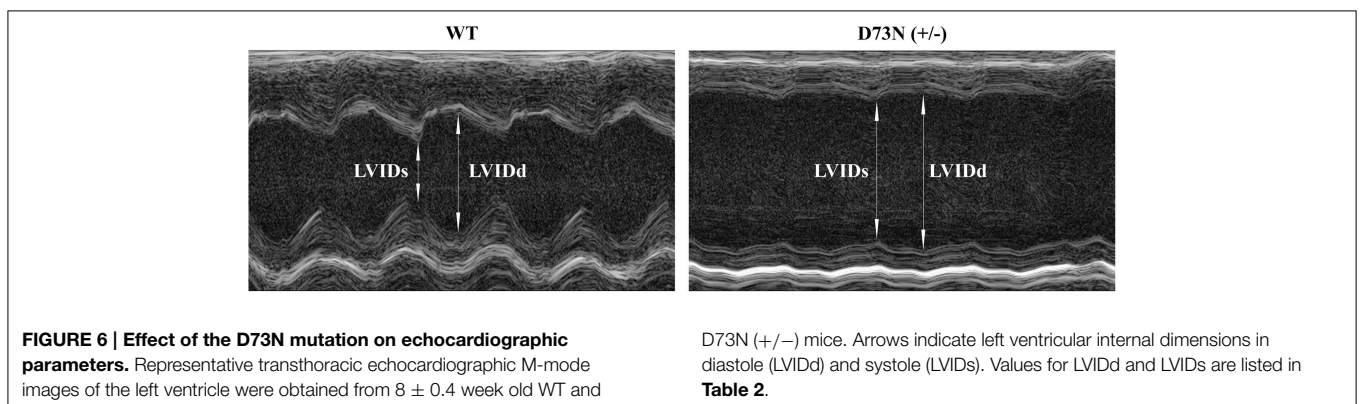 WT
D73N (+/-)
LVIDs
LVIDd
LVIDs
LVIDd
FIGURE 6 | Effect of the D73N mutation on echocardiographic
parameters. Representative transthoracic echocardiographic M-mode
images of the left ventricle were obtained from 8 ± 0.4 week old WT and
D73N (+/−) mice. Arrows indicate left ventricular internal dimensions in
diastole (LVIDd) and systole (LVIDs). Values for LVIDd and LVIDs are listed in
Table 2.